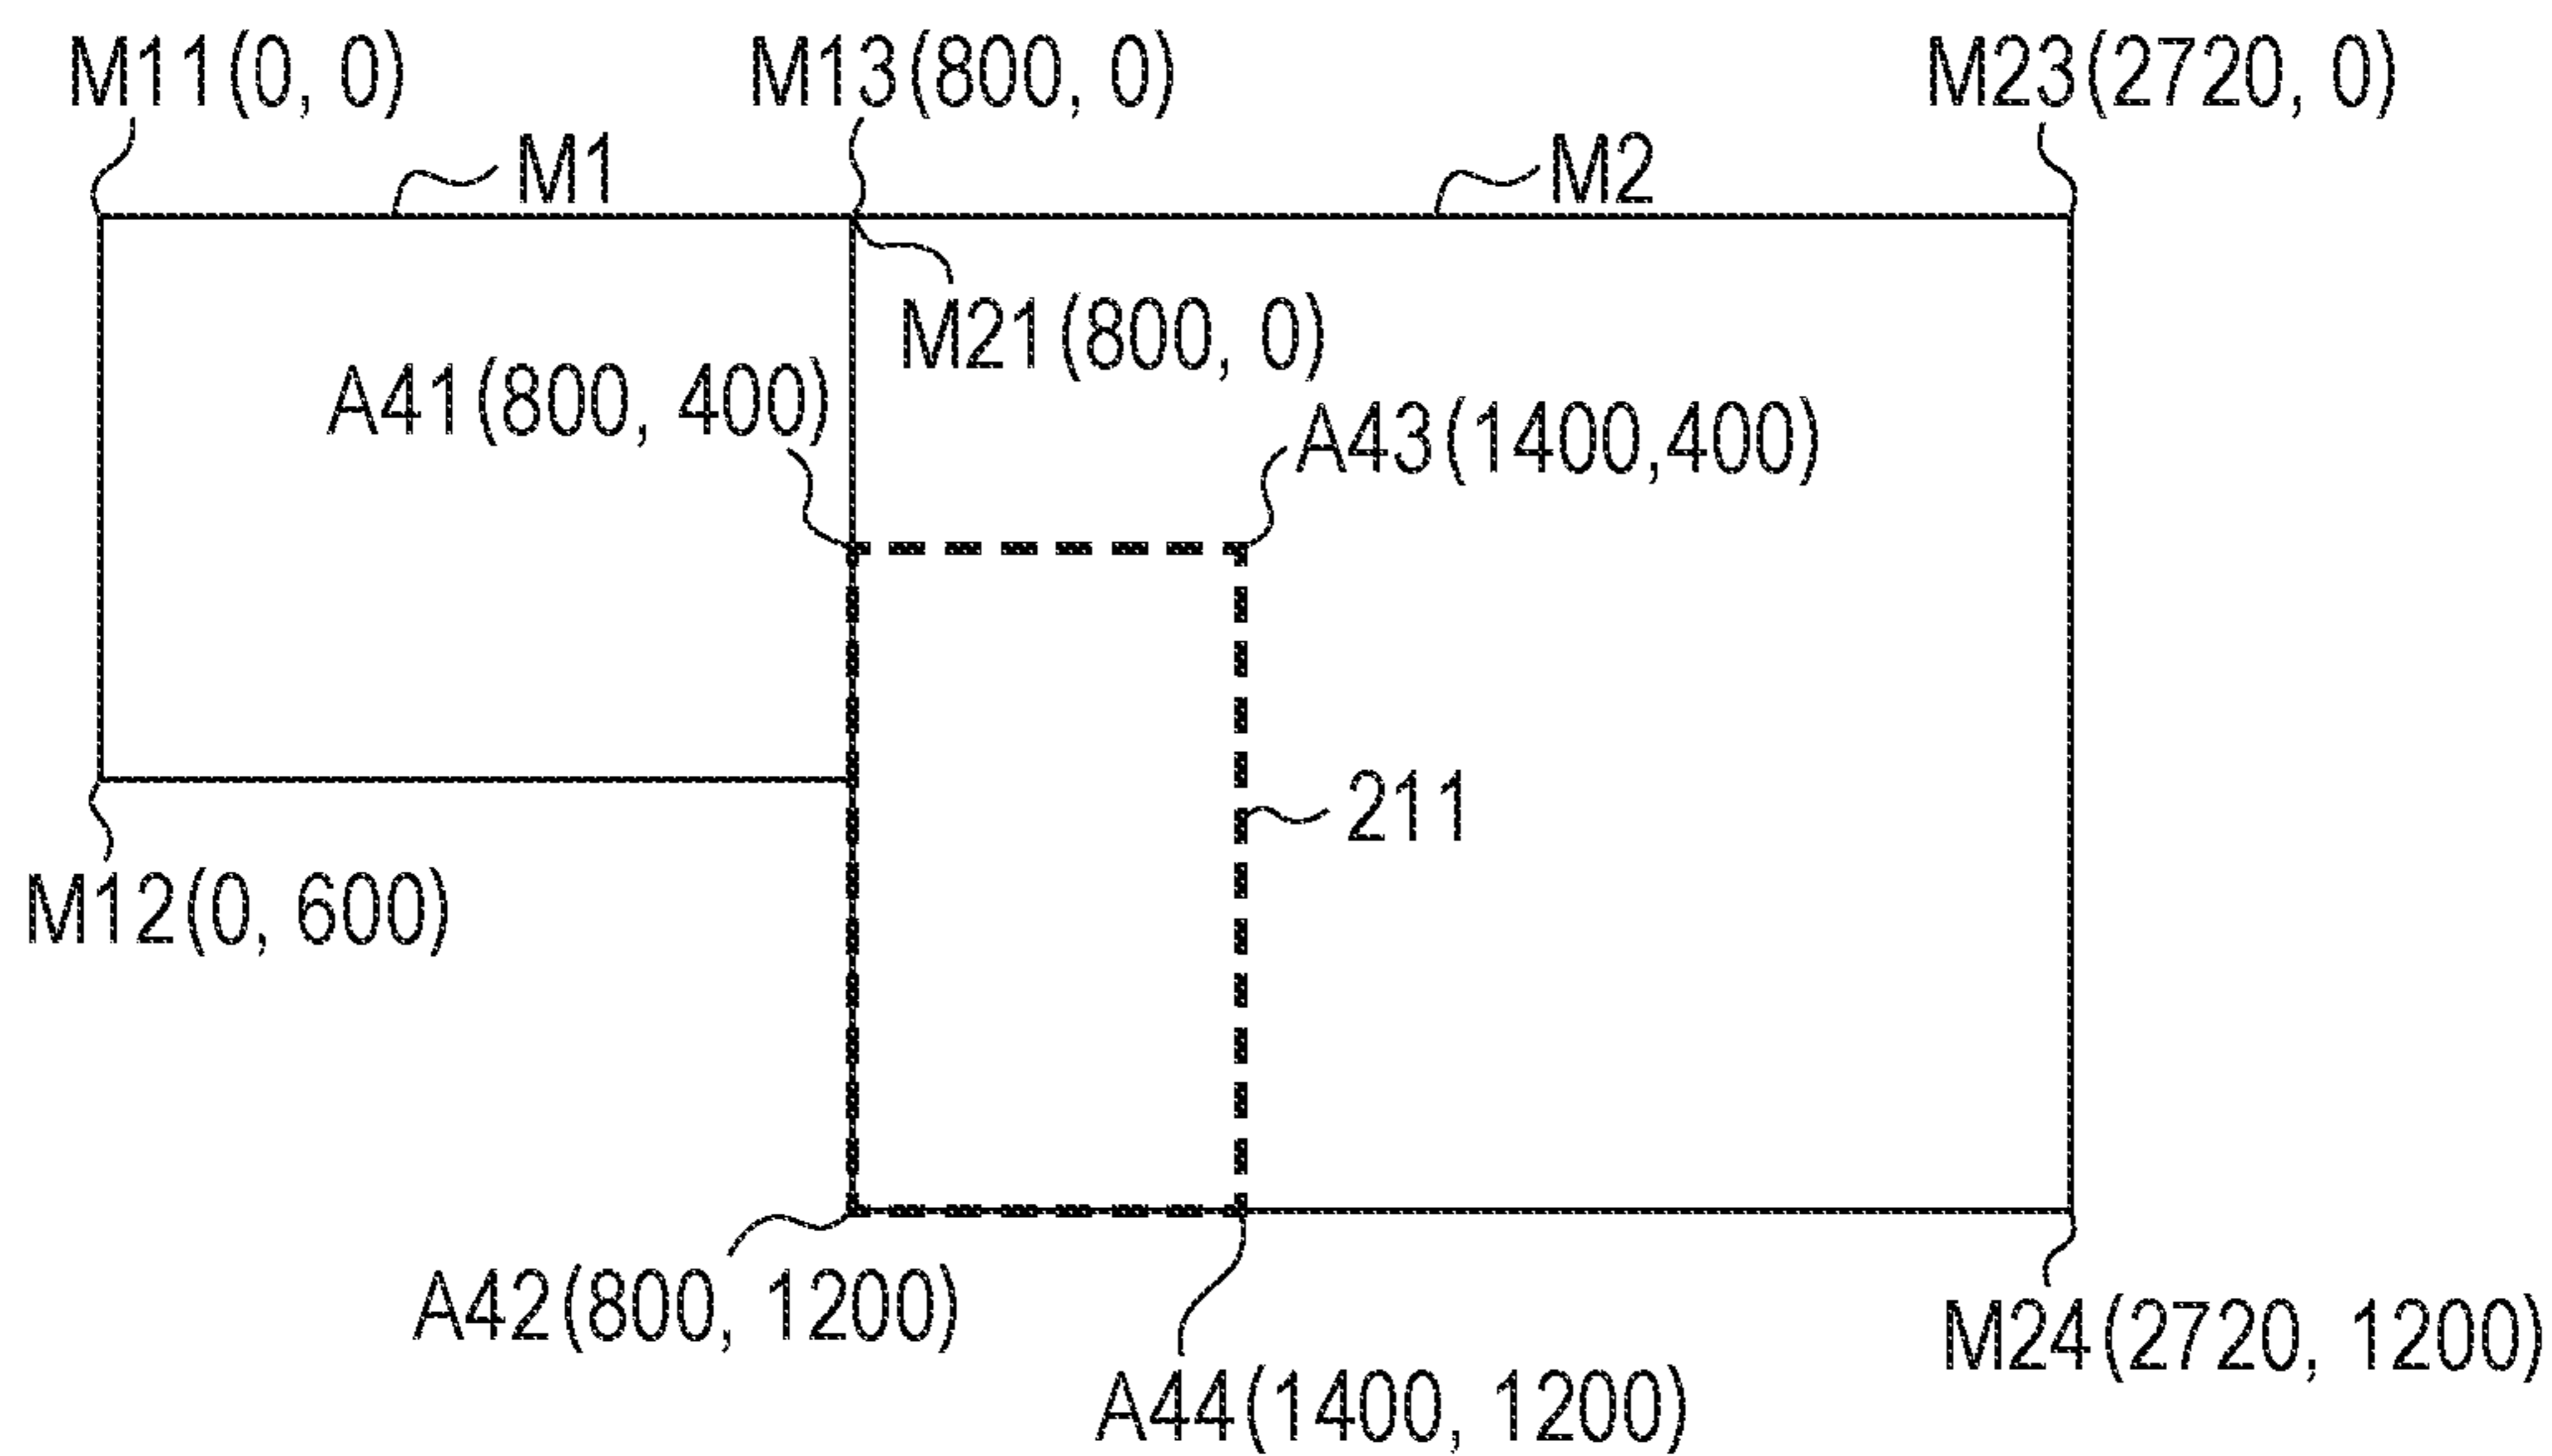 M11(0, 0)
M13(800, 0)
M23(2720, 0)
M1
M2
M21(800, 0)
A41(800, 400)
A43(1400,400)
211
M12(0, 600)
A42(800, 1200)
M24(2720, 1200)
A44(1400, 1200)